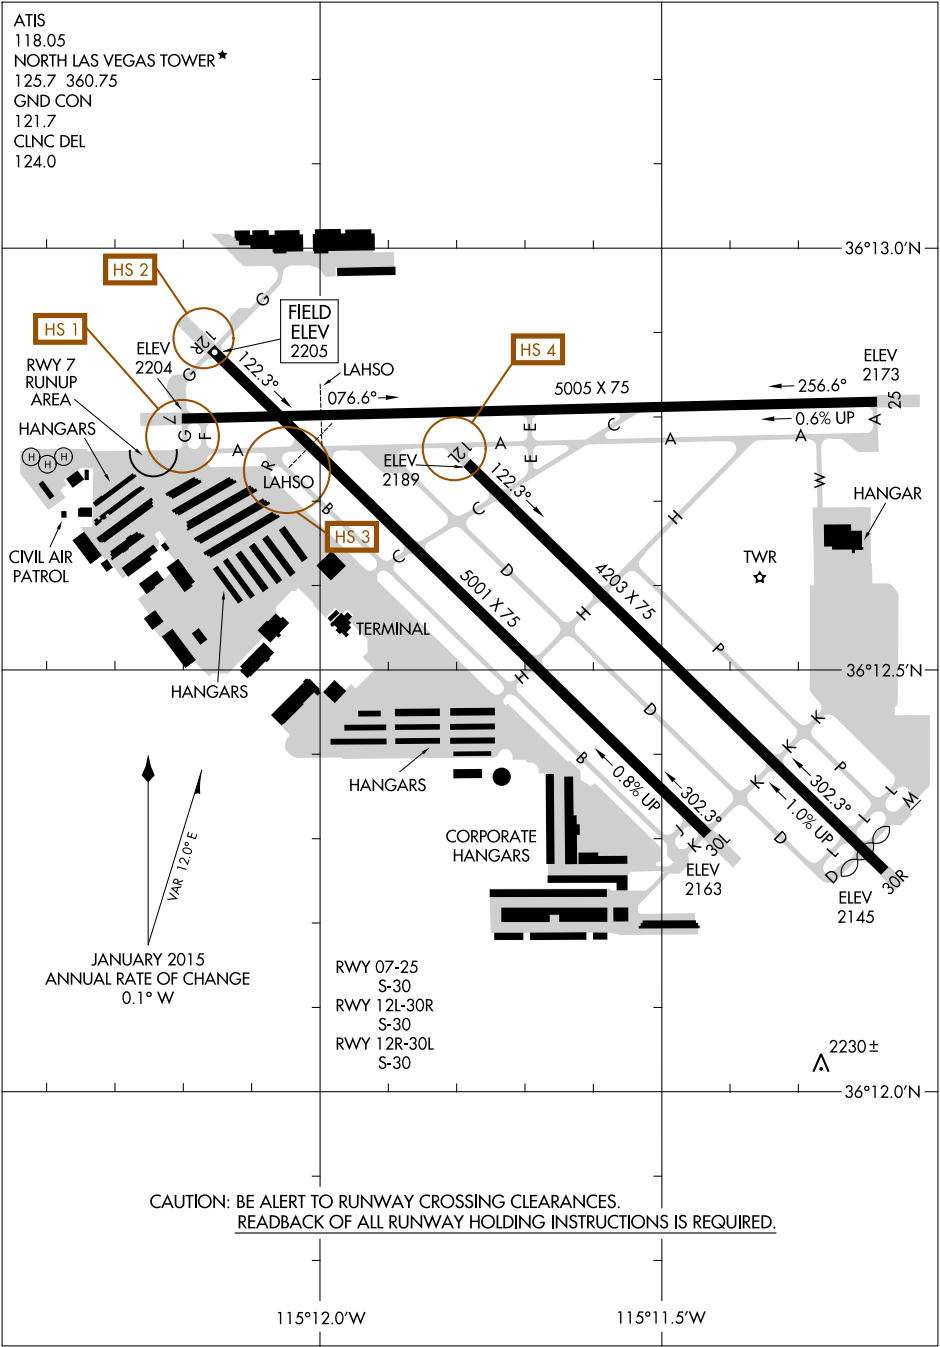 ATIS
118.05
NORTH LAS VEGAS TOWER★
125.7 360.75
GND CON
121.7
CLNC DEL
124.0
36°13.0'N
HS 2
G
FIELD
ELEV
2205
HS 1
ELEV
2204
12R
HS 4
RWY 7
RUNUP
AREA
G
122.3°
LAHSO
ELEV
2173
5005 X 75
256.6°
076.6°
25
0.6% UP
A
7
HANGARS
G
F
A
E
C
A
A
12L
A
E
H
H
H
R
LAHSO
ELEV
2189
122.3°
W
HANGAR
B
C
H
HS 3
CIVIL AIR
PATROL
C
D
TWR
5001 X 75
4203 X 75
H
TERMINAL
P
36°12.5'N
HANGARS
H
D
K
HANGARS
B
K
P
0.8% UP
302.3°
K
302.3°
L
M
1.0% UP
L
CORPORATE
HANGARS
L
K
30L
D
L
D
ELEV
2163
30R
ELEV
2145
VAR 12.0° E
JANUARY 2015
ANNUAL RATE OF CHANGE
0.1° W
RWY 07-25
S-30
RWY 12L-30R
S-30
RWY 12R-30L
S-30
2230±
36°12.0'N
CAUTION: BE ALERT TO RUNWAY CROSSING CLEARANCES.
READBACK OF ALL RUNWAY HOLDING INSTRUCTIONS IS REQUIRED.
115°12.0'W
115°11.5'W